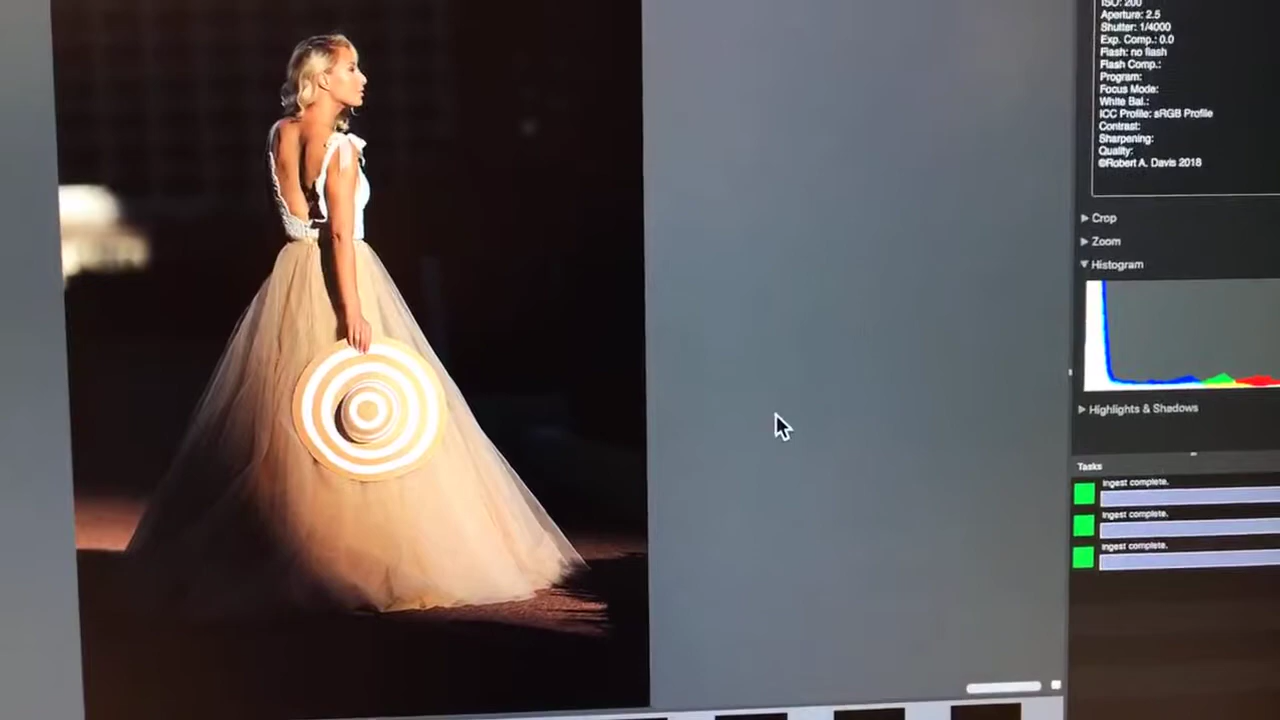 ISO: 200
Aperture: 2.5
Shutter: 1/4000
Exp. Comp.: 0.0
Flash: no flash
Flash Comp.:
Program:
Focus Mode:
White Bal.:
ICC Profile: sRGB Profile
Contrast:
Sharpening:
Quality:
©Robert A. Davis 2018
Crop
Zoom
Histogram
Highlights & Shadows
Tasks
Ingest complete.
Ingest complete.
Ingest complete.